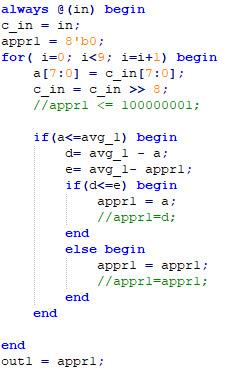 always @(in) begin
c_in = in;
appr1 = 8'b0;
for( i=0; i<9; i=i+1) begin
a[7:0] = c_in[7:0];
c_in = c_in >> 8;
//appr1 <= 100000001;
if(a<=avg_1) begin
d= avg_1 - a;
e= avg_1- appr1;
if(d<=e) begin
appr1 = a;
//appr1=d;
end
else begin
appr1 = appr1;
//appr1=appr1;
end
end
end
out1 = appr1;